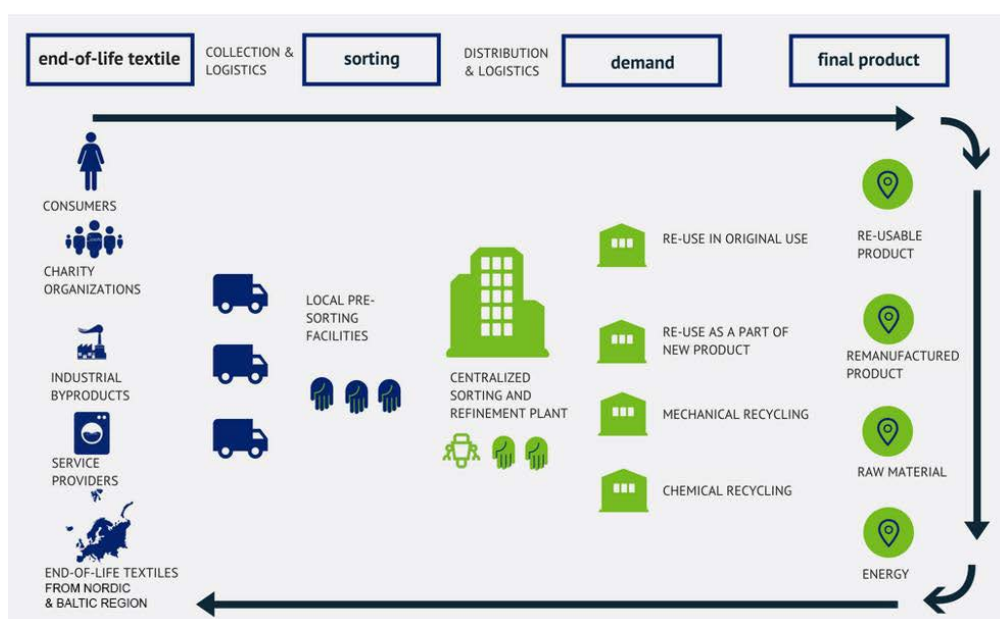 end-of-life textile
COLLECTION &
LOGISTICS
sorting
DISTRIBUTION
& LOGISTICS
demand
final product
CONSUMERS
CHARITY
ORGANIZATIONS
INDUSTRIAL
BYPRODUCTS
SERVICE
PROVIDERS
END-OF-LIFE TEXTILES
FROM NORDIC
& BALTIC REGION
LOCAL PRE-
SORTING
FACILITIES
CENTRALIZED
SORTING AND
REFINEMENT PLANT
RE-USE IN ORIGINAL USE
RE-USE AS A PART OF
NEW PRODUCT
MECHANICAL RECYCLING
CHEMICAL RECYCLING
RE-USABLE
PRODUCT
REMANUFACTURED
PRODUCT
RAW MATERIAL
ENERGY